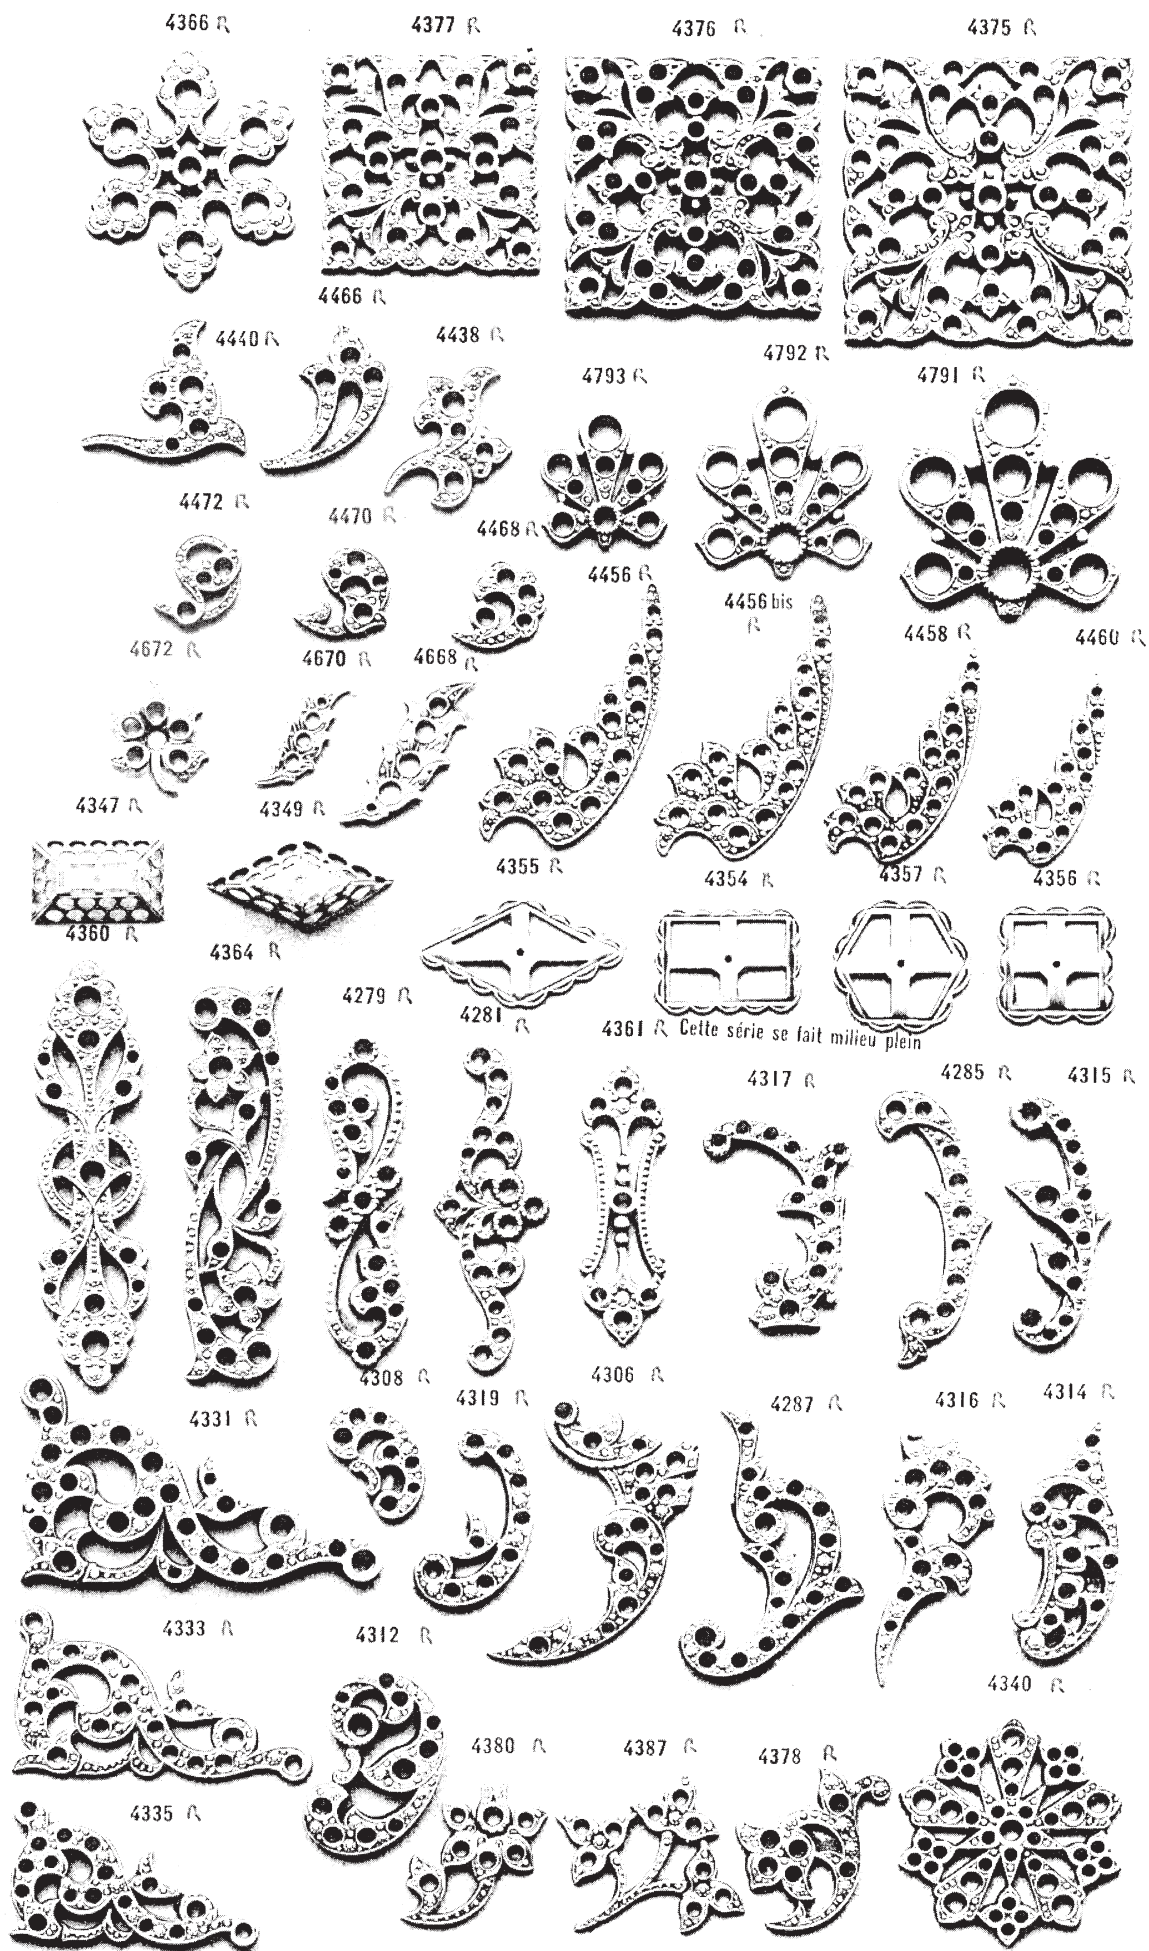 4366 R 4377 R 4376 R 4375 R
4466 R
4440 R 4438 R 4792 R
4793 R 4791 R
4472 R 4470 R 4468 R
4456 R 4456 bis R
4458 R 4460 R
4672 R 4670 R 4668 R
4347 R 4349 R
4355 R 4354 R 4357 R 4356 R
4360 R 4364 R
4279 R 4281 R 4361 R Cette série se fait milieu plein
4317 R 4285 R 4315 R
4308 R 4306 R
4331 R 4319 R 4287 R 4316 R 4314 R
4333 R 4312 R
4340 R
4380 R 4387 R 4378 R
4335 R